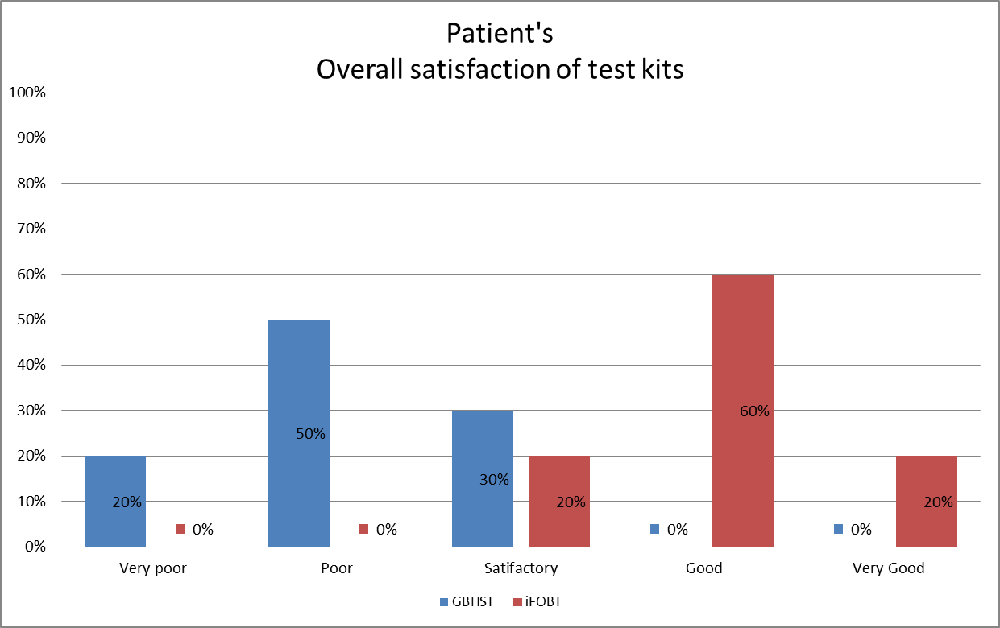 Patient's
Overall satisfaction of test kits
100%
90%
80%
70%
60%
50%
40%
30%
20%
10%
0%
20%
0%
50%
0%
30%
20%
0%
60%
0%
20%
Very poor
Poor
Satifactory
Good
Very Good
GBHST
iFOBT